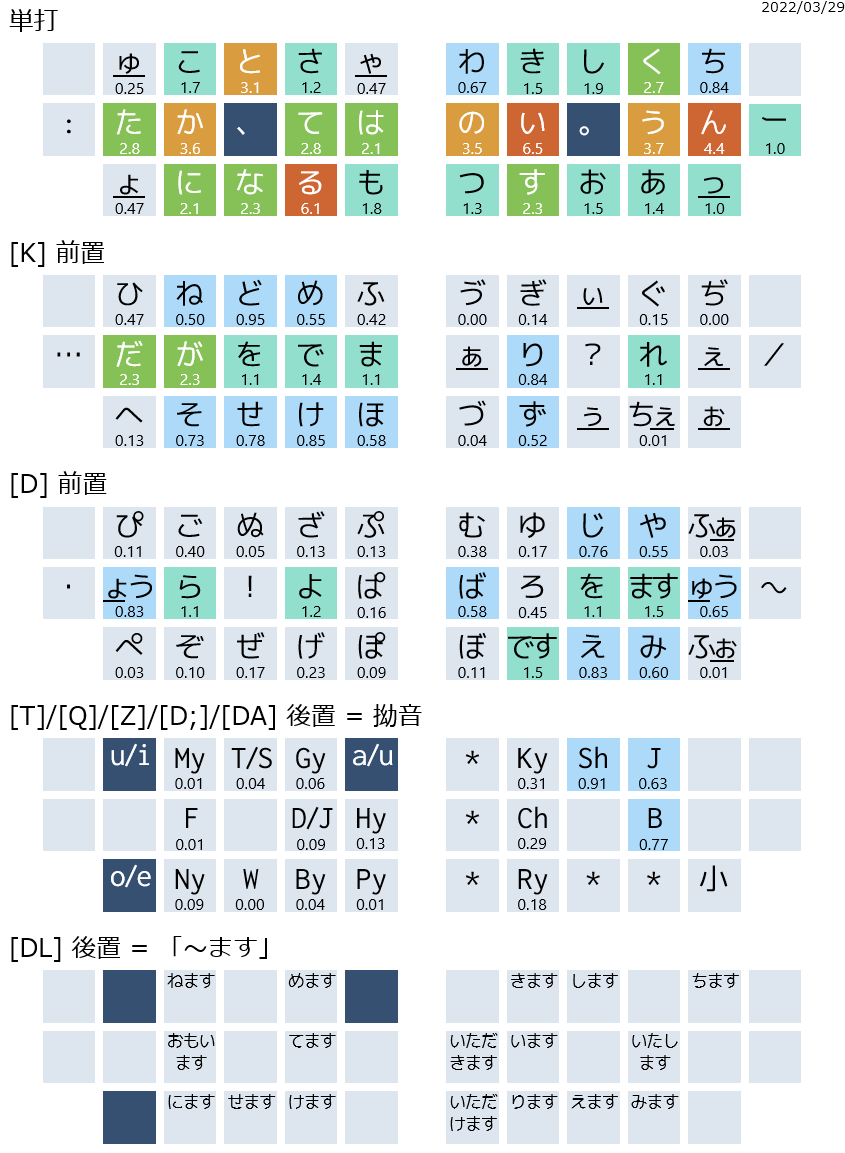 2022/03/29
単打
ゅ こ と さ ゃ わ き し く ち
0.25 1.7 3.1 1.2 0.47 0.67 1.5 1.9 2.7 0.84
: た か 、 て は の い 。 う ん ー
2.8 3.6 2.8 2.1 3.5 6.5 3.7 4.4 1.0
ょ に な る も つ す お あ っ
0.47 2.1 2.3 6.1 1.8 1.3 2.3 1.5 1.4 1.0
[K] 前置
ひ ね ど め ふ ゔ ぎ ぃ ぐ ぢ
0.47 0.50 0.95 0.55 0.42 0.00 0.14 0.15 0.00
… だ が を で ま ぁ り ? れ ぇ /
2.3 2.3 1.1 1.4 1.1 0.84 1.1
へ そ せ け ほ づ ず ぅ ちぇ ぉ
0.13 0.73 0.78 0.85 0.58 0.04 0.52 0.01
[D] 前置
ぴ ご ぬ ざ ぷ む ゆ じ や ふぁ
0.11 0.40 0.05 0.13 0.13 0.38 0.17 0.76 0.55 0.03
・ ょう ら ! よ ぱ ば ろ を ます ゅう ～
0.83 1.1 1.2 0.16 0.58 0.45 1.1 1.5 0.65
ぺ ぞ ぜ げ ぽ ぼ です え み ふぉ
0.03 0.10 0.17 0.23 0.09 0.11 1.5 0.83 0.60 0.01
[T]/[Q]/[Z]/[D;]/[DA] 後置 = 拗音
u/i My T/S Gy a/u * Ky Sh J
0.01 0.04 0.06 0.31 0.91 0.63
F D/J Hy * Ch B
0.01 0.09 0.13 0.29 0.77
o/e Ny W By Py * Ry * * 小
0.09 0.00 0.04 0.01 0.18
[DL] 後置 = 「～ます」
ねます めます きます します ちます
おもい てます いただ います いたし
ます きます ます
にます せます けます いただ ります えます みます
けます